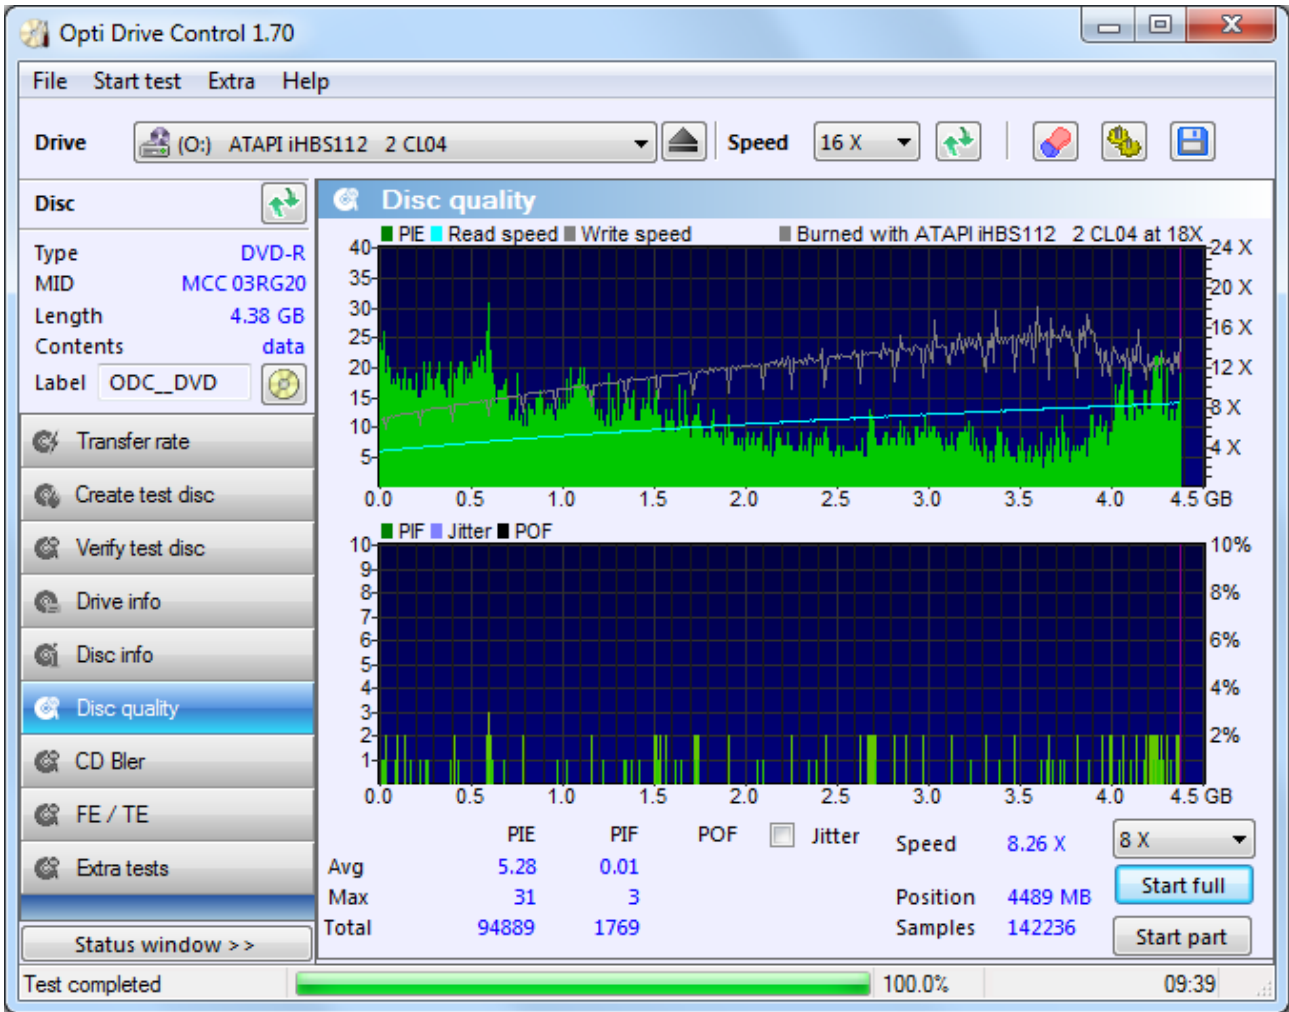 Opti Drive Control 1.70
File Start test Extra Help
Drive (O:) ATAPI iHBS112 2 CL04 Speed 16 X
Disc
Type DVD-R
MID MCC 03RG20
Length 4.38 GB
Contents data
Label ODC__DVD
Transfer rate
Create test disc
Verify test disc
Drive info
Disc info
Disc quality
CD Bler
FE / TE
Extra tests
Status window >>
Disc quality
PIE Read speed Write speed Burned with ATAPI iHBS112 2 CL04 at 18X
40 24 X
35
20 X
30
16 X
25
20 12 X
15
8 X
10
4 X
5
0.0 0.5 1.0 1.5 2.0 2.5 3.0 3.5 4.0 4.5 GB
PIF Jitter POF
10 10%
9
8 8%
7
6 6%
5
4 4%
3
2 2%
1
0.0 0.5 1.0 1.5 2.0 2.5 3.0 3.5 4.0 4.5 GB
PIE PIF POF Jitter Speed 8.26 X 8 X
Avg 5.28 0.01
Start full
Max 31 3 Position 4489 MB
Total 94889 1769 Samples 142236
Start part
Test completed 100.0% 09:39